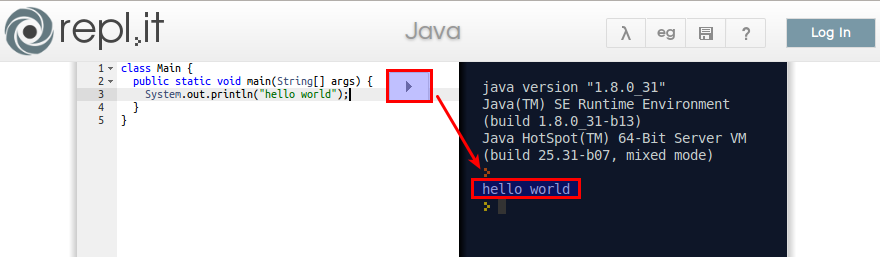 repl.it
Java
λ
eg
?
Log In
1 class Main {
2 public static void main(String[] args) {
3 System.out.println("hello world");
4 }
5 }
java version "1.8.0_31"
Java(TM) SE Runtime Environment
(build 1.8.0_31-b13)
Java HotSpot(TM) 64-Bit Server VM
(build 25.31-b07, mixed mode)
hello world